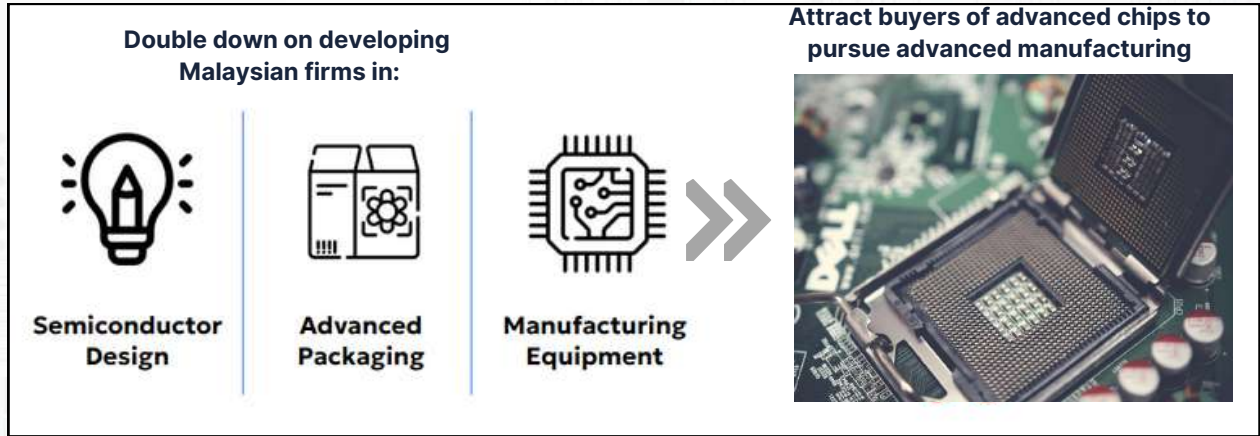 Double down on developing
Malaysian firms in:
Semiconductor
Design
Advanced
Packaging
Manufacturing
Equipment
Attract buyers of advanced chips to
pursue advanced manufacturing
DELL